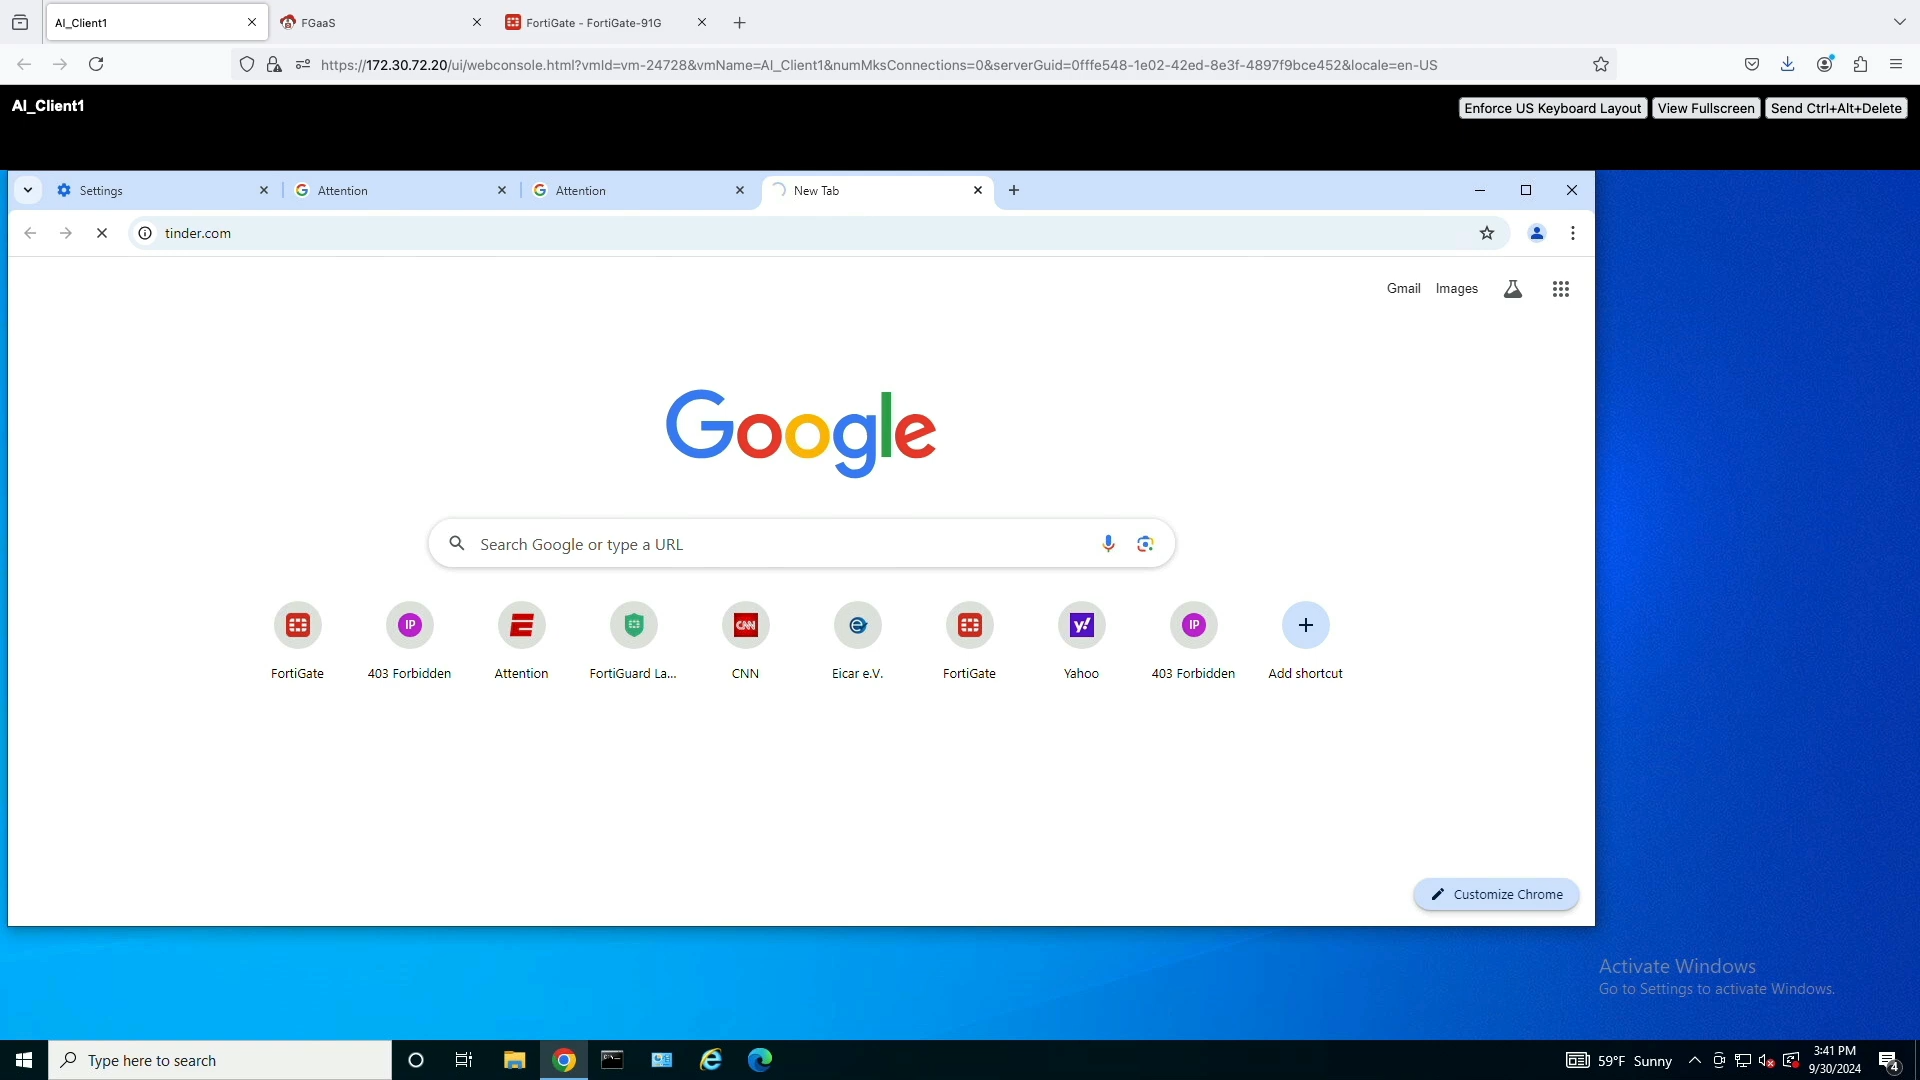 AI_Client1
FGaaS
FortiGate - FortiGate-91G
https://172.30.72.20/ui/webconsole.html?vmId=vm-24728&vmName=AI_Client1&numMksConnections=0&serverGuid=0fffe548-1e02-42ed-8e3f-4897f9bce452&locale=en-US
AI_Client1
Enforce US Keyboard Layout
View Fullscreen
Send Ctrl+Alt+Delete
Settings
Attention
Attention
New Tab
tinder.com
Gmail
Images
Google
Search Google or type a URL
IP
CNN
y!
IP
FortiGate
403 Forbidden
Attention
FortiGuard La...
CNN
Eicar e.V.
FortiGate
Yahoo
403 Forbidden
Add shortcut
Customize Chrome
Activate Windows
Go to Settings to activate Windows.
Type here to search
59°F Sunny
3:41 PM
9/30/2024
4